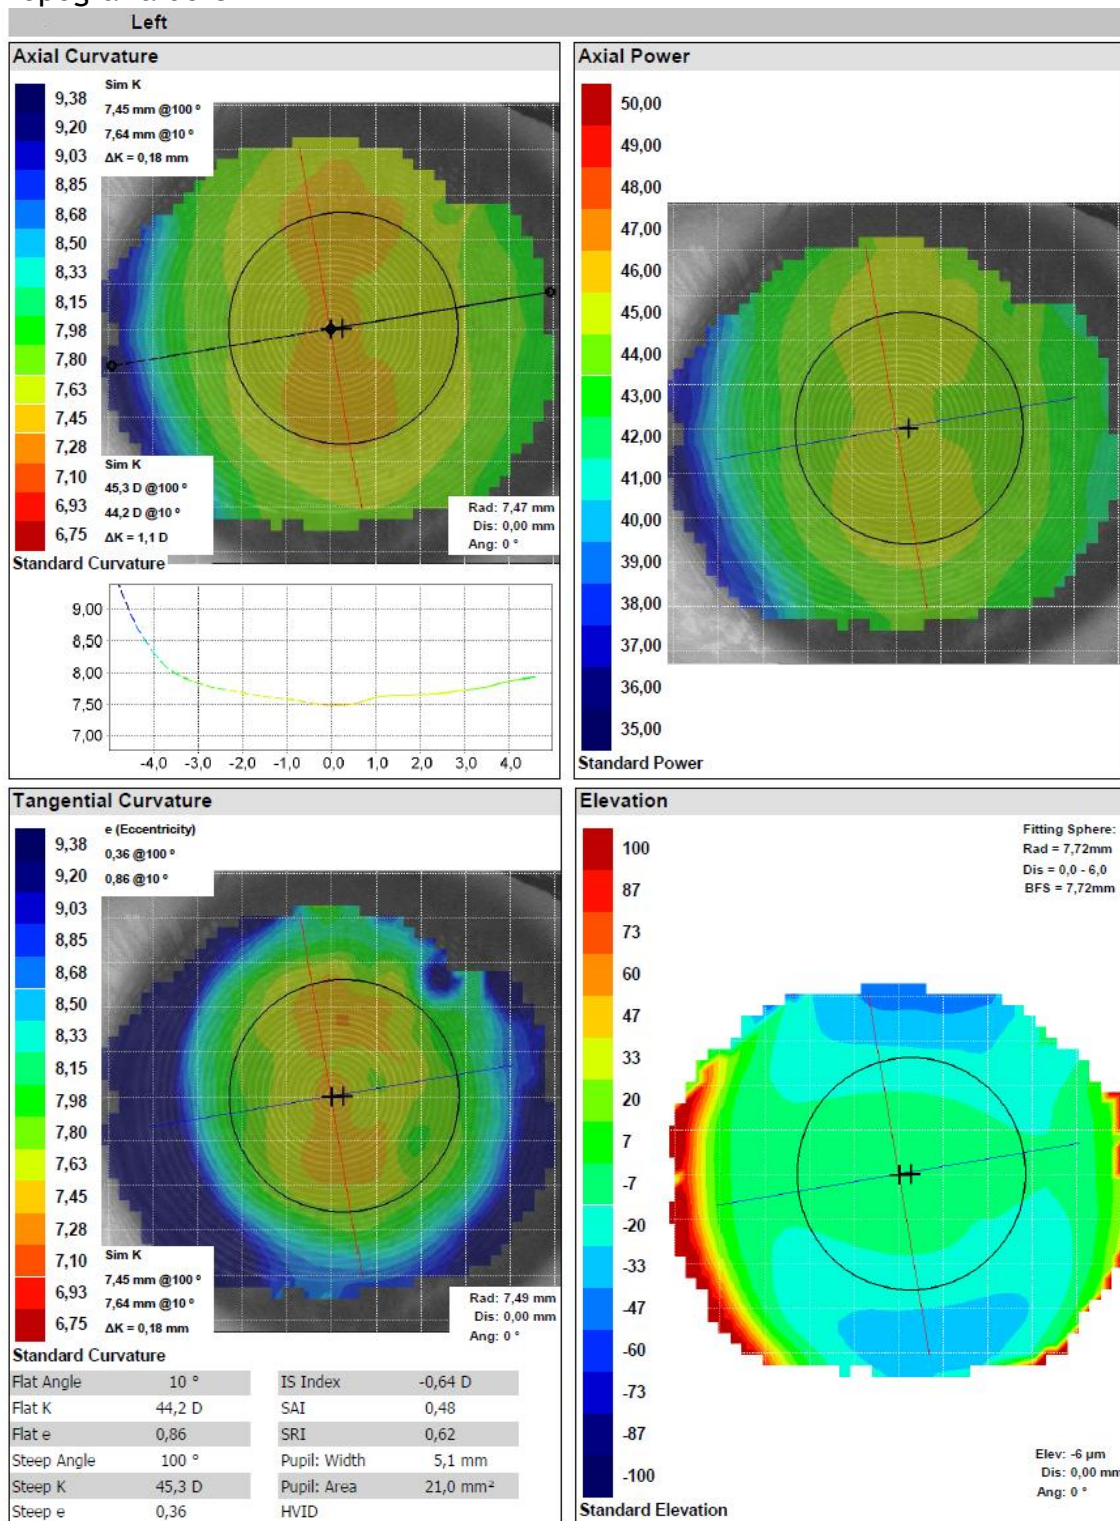 Left
Axial Curvature
Sim K
7,45 mm @100 º
7,64 mm @10 º
ΔK = 0,18 mm
9,38
9,20
9,03
8,85
8,68
8,50
8,33
8,15
7,98
7,80
7,63
7,45
7,28
7,10
6,93
6,75
Sim K
45,3 D @100 º
44,2 D @10 º
ΔK = 1,1 D
Rad: 7,47 mm
Dis: 0,00 mm
Ang: 0 º
Standard Curvature
9,00
8,50
8,00
7,50
7,00
-4,0 -3,0 -2,0 -1,0 0,0 1,0 2,0 3,0 4,0
Axial Power
50,00
49,00
48,00
47,00
46,00
45,00
44,00
43,00
42,00
41,00
40,00
39,00
38,00
37,00
36,00
35,00
Standard Power
Tangential Curvature
e (Eccentricity)
0,36 @100 º
0,86 @10 º
9,38
9,20
9,03
8,85
8,68
8,50
8,33
8,15
7,98
7,80
7,63
7,45
7,28
7,10
6,93
6,75
Sim K
7,45 mm @100 º
7,64 mm @10 º
ΔK = 0,18 mm
Rad: 7,49 mm
Dis: 0,00 mm
Ang: 0 º
Standard Curvature
Flat Angle 10 º IS Index -0,64 D
Flat K 44,2 D SAI 0,48
Flat e 0,86 SRI 0,62
Steep Angle 100 º Pupil: Width 5,1 mm
Steep K 45,3 D Pupil: Area 21,0 mm²
Steep e 0,36 HVID
Elevation
Fitting Sphere:
Rad = 7,72mm
Dis = 0,0 - 6,0
BFS = 7,72mm
100
87
73
60
47
33
20
7
-7
-20
-33
-47
-60
-73
-87
-100
Elev: -6 µm
Dis: 0,00 mm
Ang: 0 º
Standard Elevation